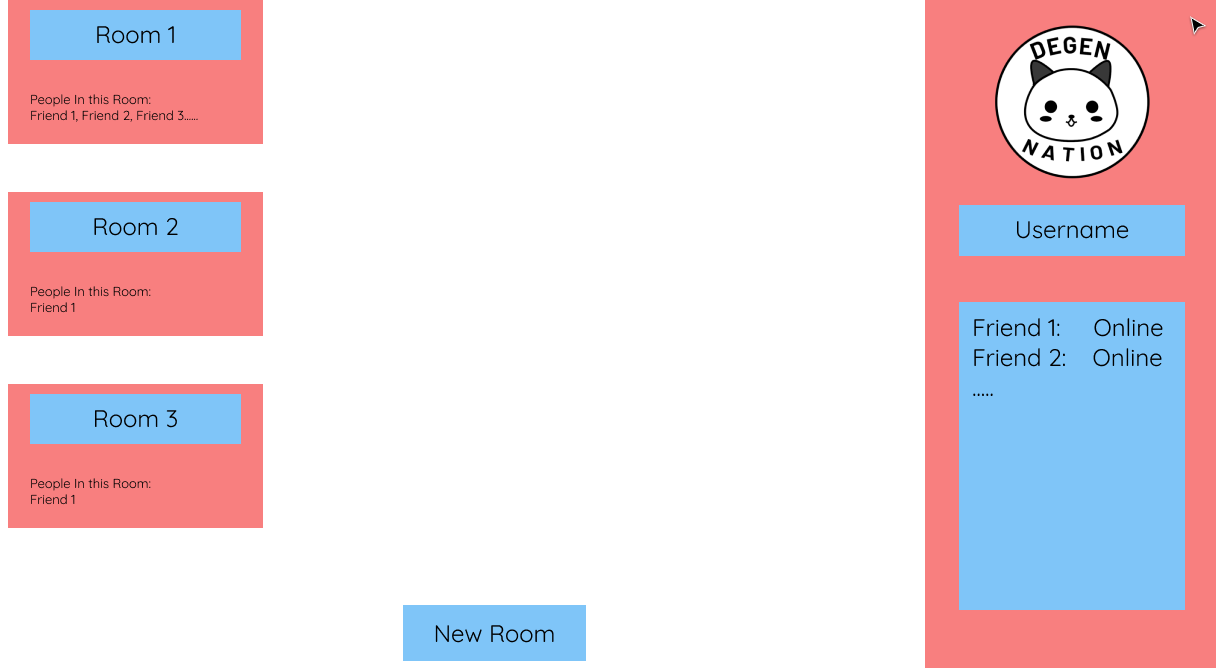 Room 1
People In this Room:
Friend 1, Friend 2, Friend 3......
Room 2
People In this Room:
Friend 1
Room 3
People In this Room:
Friend 1
New Room
DEGEN
NATION
Username
Friend 1: Online
Friend 2: Online
.....